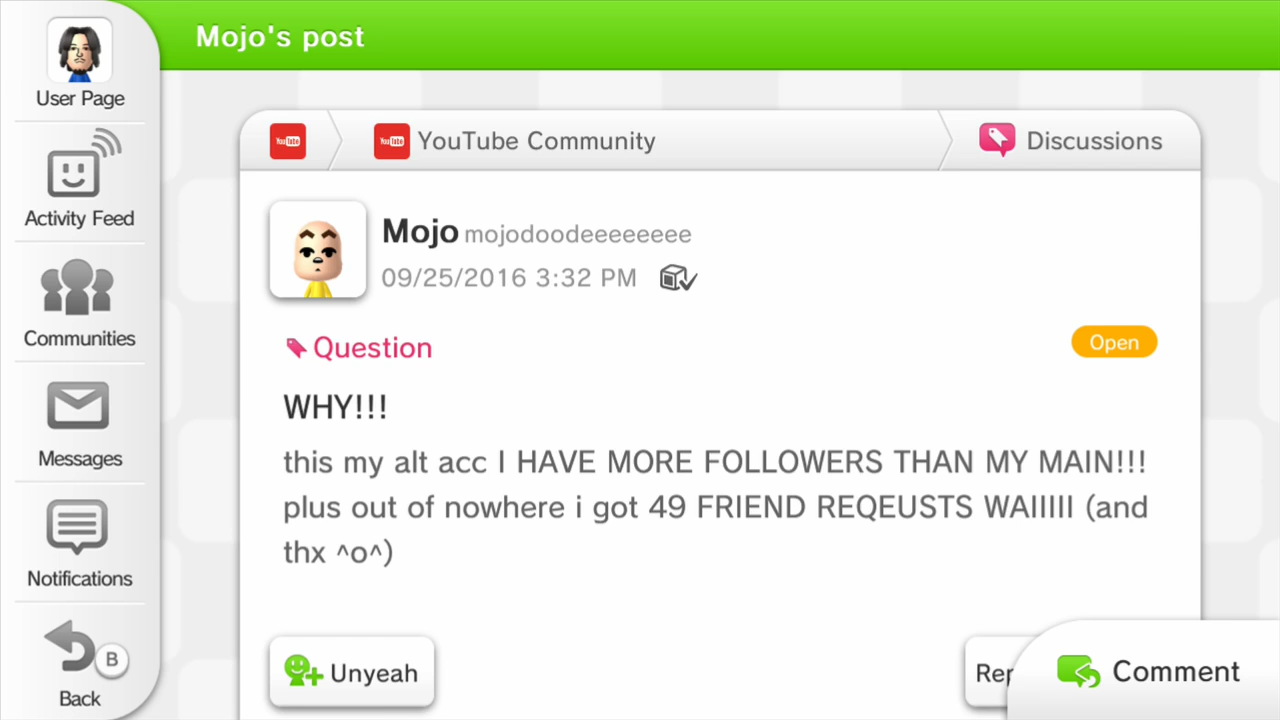 Mojo's post
User Page
Activity Feed
Communities
Messages
Notifications
B
Back
YouTube
YouTube YouTube Community
Discussions
Mojo mojodoodeeeeeeee
09/25/2016 3:32 PM
Question
Open
WHY!!!
this my alt acc I HAVE MORE FOLLOWERS THAN MY MAIN!!!
plus out of nowhere i got 49 FRIEND REQEUSTS WAIIIII (and
thx ^o^)
Unyeah
Rep
Comment